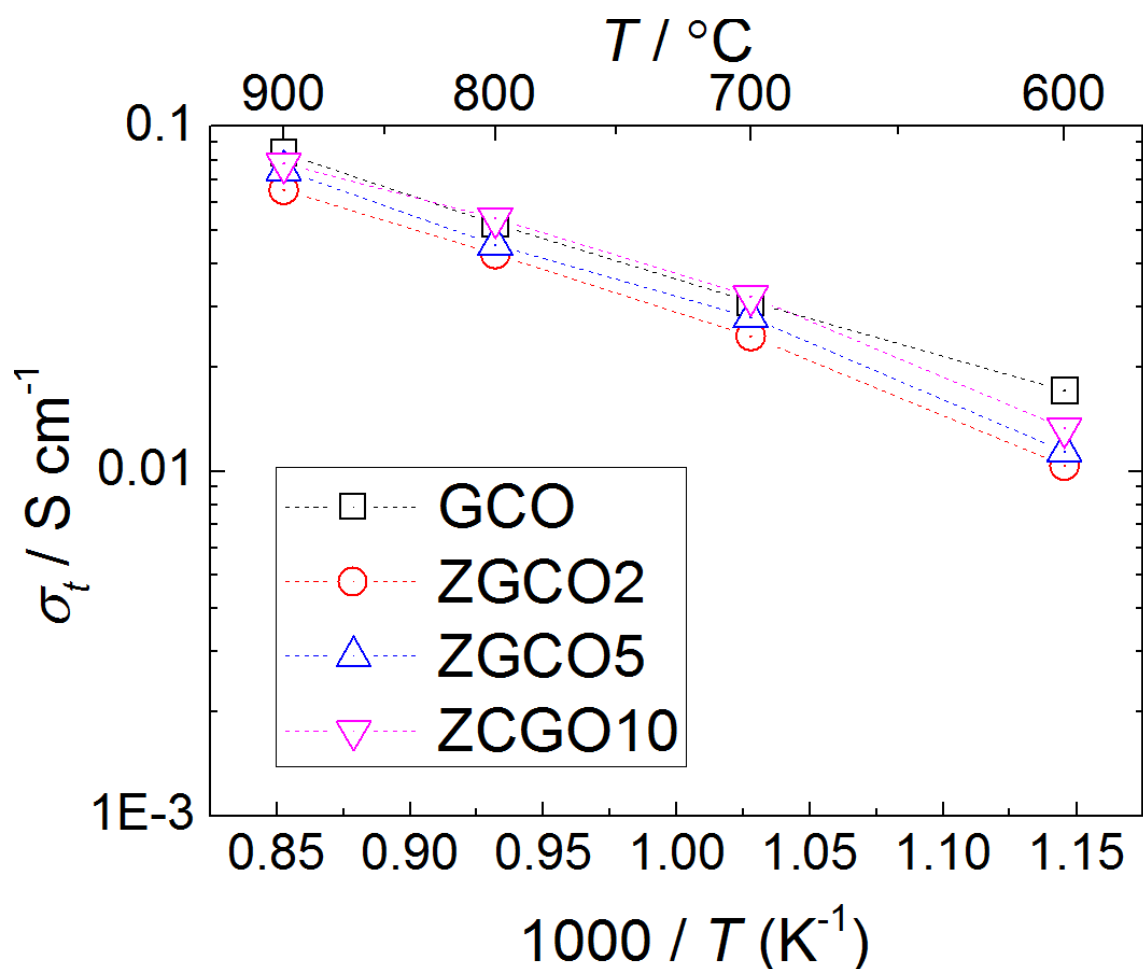 T / °C
900 800 700 600
0.1
0.01
1E-3
σt / S cm-1
GCO
ZGCO2
ZGCO5
ZCGO10
0.85 0.90 0.95 1.00 1.05 1.10 1.15
1000 / T (K-1)